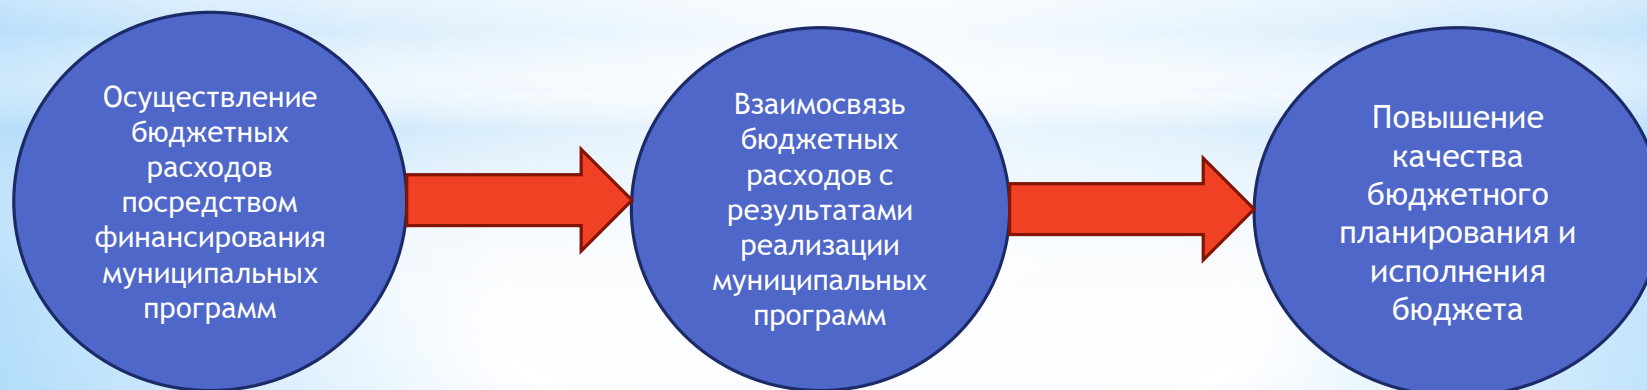 Осуществление
бюджетных
расходов
посредством
финансирования
муниципальных
программ
Взаимосвязь
бюджетных
расходов с
результатами
реализации
муниципальных
программ
Повышение
качества
бюджетного
планирования и
исполнения
бюджета